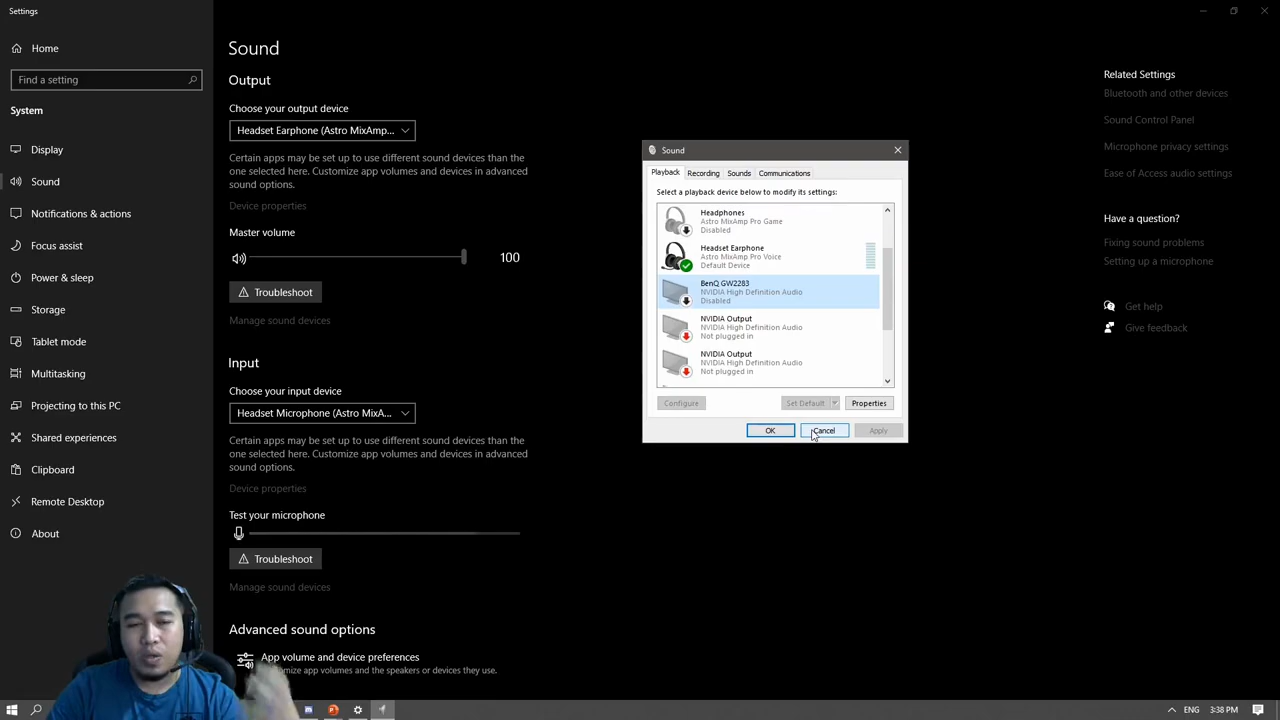 Settings
Home
Find a setting
System
Display
Sound
Notifications & actions
Focus assist
& sleep
mode
Projecting to this PC
experiences
Clipboard
Remote Desktop
About
Sound
Output
Choose your output device
Headset Earphone (Astro MixAmp...
Certain apps may be set up to use different sound devices than the
one selected here. Customize app volumes and devices in advanced
sound options.
Device properties
Master volume
100
Troubleshoot
Manage sound devices
Input
Choose your input device
Headset Microphone (Astro MixA...
Certain apps may be set up to use different sound devices than the
one selected here. Customize app volumes and devices in advanced
sound options.
Device properties
Test your microphone
Troubleshoot
Manage sound devices
Advanced sound options
App volume and device preferences
app volumes and the speakers or devices they use.
Sound
Playback Recording Sounds Communications
Select a playback device below to modify its settings:
Headphones
Astro MixAmp Pro Game
Disabled
Headset Earphone
Astro MixAmp Pro Voice
Default Device
BenQ GW2283
NVIDIA High Definition Audio
Disabled
NVIDIA Output
NVIDIA High Definition Audio
Not plugged in
NVIDIA Output
NVIDIA High Definition Audio
Not plugged in
Configure Set Default Properties
OK Cancel Apply
Related Settings
Bluetooth and other devices
Sound Control Panel
Microphone privacy settings
Ease of Access audio settings
Have a question?
Fixing sound problems
Setting up a microphone
Get help
Give feedback
ENG 3:38 PM